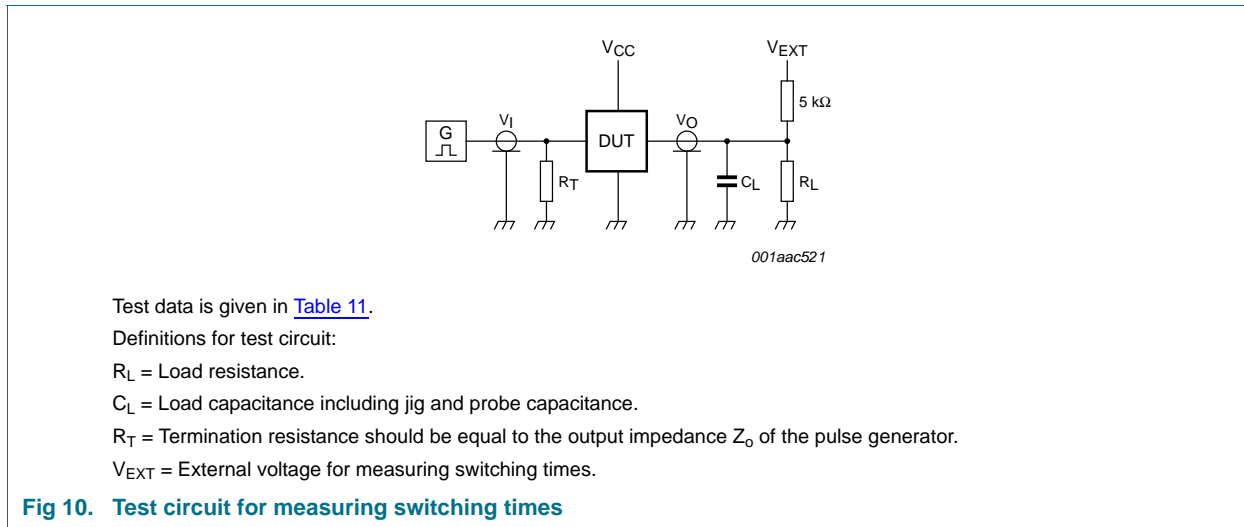 VCC
VEXT
5 kΩ
G
VI
RT
DUT
VO
CL
RL
001aac521
Test data is given in Table 11.
Definitions for test circuit:
RL = Load resistance.
CL = Load capacitance including jig and probe capacitance.
RT = Termination resistance should be equal to the output impedance Zo of the pulse generator.
VEXT = External voltage for measuring switching times.
Fig 10. Test circuit for measuring switching times